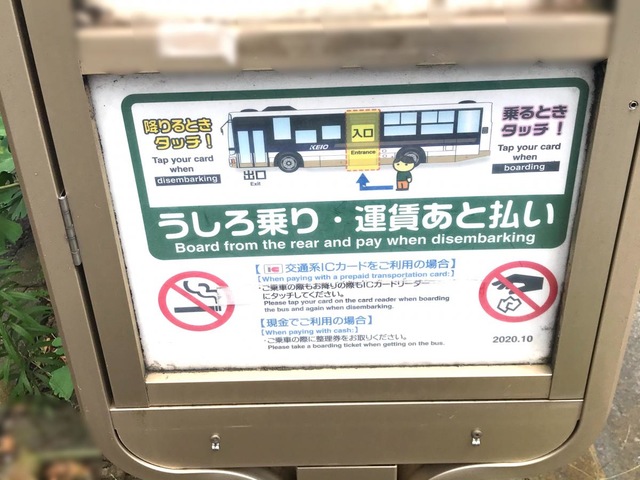 降りるとき
タッチ！
Tap your card
when
disembarking
KEIO
入口
Entrance
出口
Exit
乗るとき
タッチ！
Tap your card
when
boarding
うしろ乗り・運賃あと払い
Board from the rear and pay when disembarking
【IC 交通系ICカードをご利用の場合】
【When paying with a prepaid transportation card:】
・ご乗車の際もお降りの際もICカードリーダー
にタッチしてください。
Please tap your card on the card reader when boarding
the bus and again when disembarking.
【現金でご利用の場合】
【When paying with cash:】
・ご乗車の際に整理券をお取りください。
Please take a boarding ticket when getting on the bus.
2020.10